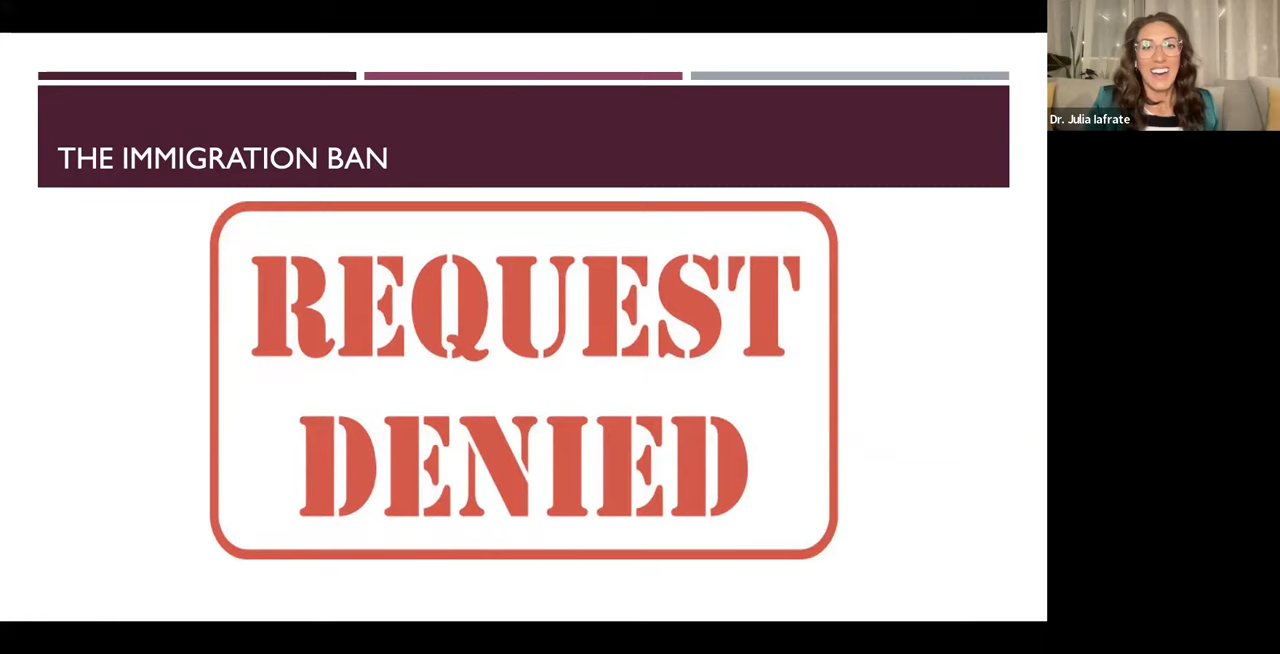 THE IMMIGRATION BAN
REQUEST
DENIED
Dr. Julia Iafrate